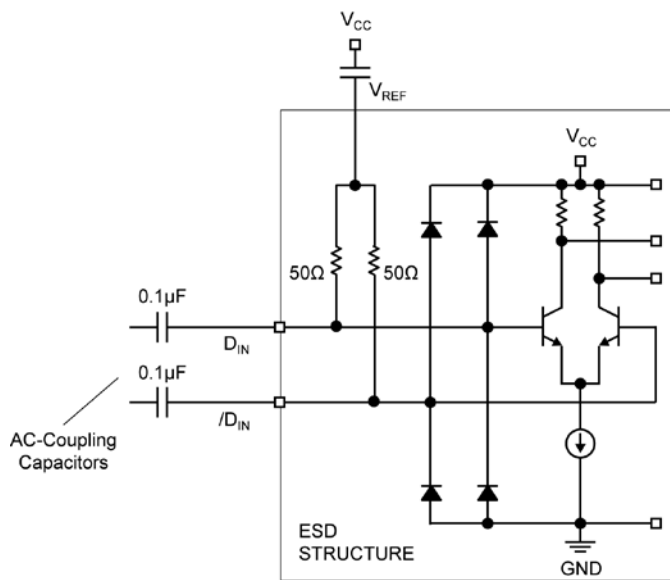 VCC
VREF
VCC
50Ω
50Ω
0.1µF
DIN
0.1µF
/DIN
AC-Coupling
Capacitors
ESD
STRUCTURE
GND